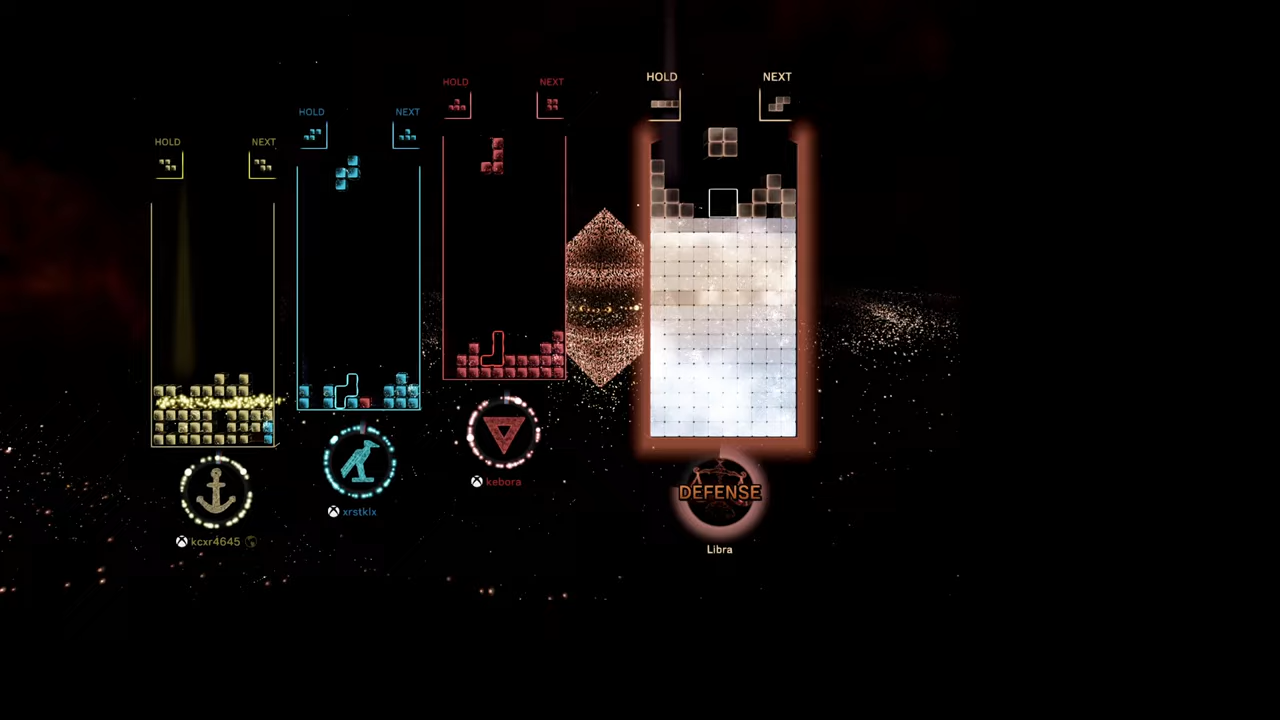 HOLD NEXT
HOLD NEXT
HOLD NEXT
HOLD NEXT
kcxr4645
xrstklx
kebora
DEFENSE
Libra